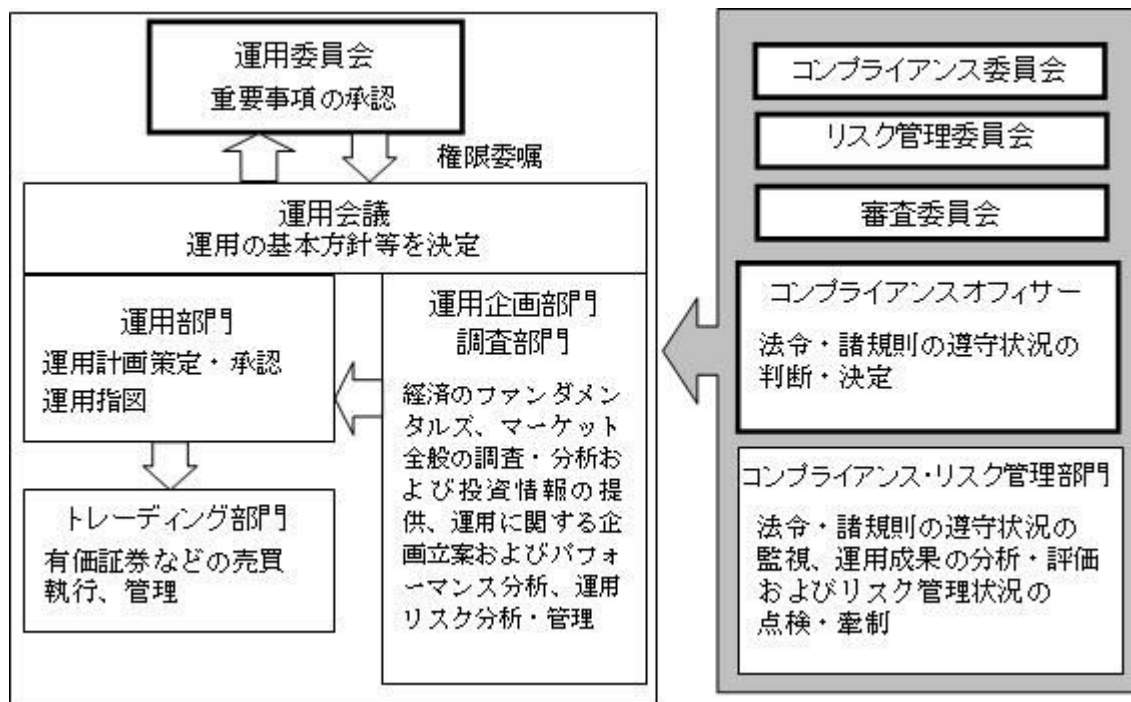 運用委員会
重要事項の承認
権限委嘱
運用会議
運用の基本方針等を決定
運用部門
運用計画策定・承認
運用指図
トレーディング部門
有価証券などの売買
執行、管理
運用企画部門
調査部門
経済のファンダメン
タルズ、マーケット
全般の調査・分析お
よび投資情報の提
供、運用に関する企
画立案およびパフォ
ーマンス分析、運用
リスク分析・管理
コンプライアンス委員会
リスク管理委員会
審査委員会
コンプライアンスオフィサー
法令・諸規則の遵守状況の
判断・決定
コンプライアンス・リスク管理部門
法令・諸規則の遵守状況の
監視、運用成果の分析・評価
およびリスク管理状況の
点検・牽制